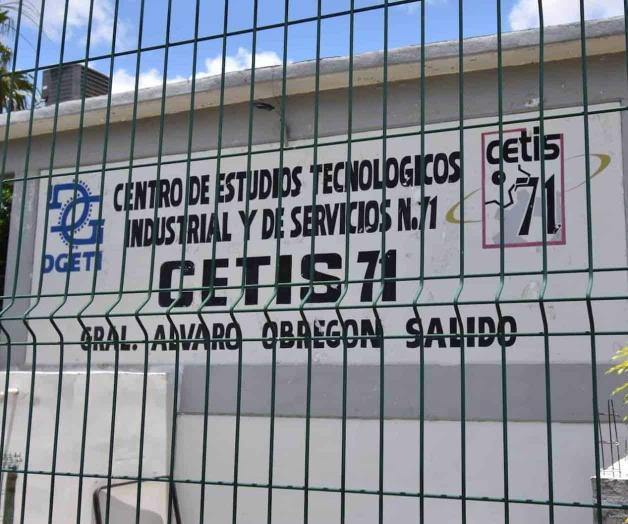 CENTRO DE ESTUDIOS TECNOLOGICOS
INDUSTRIAL Y DE SERVICIOS N.71
CETIS 71
GRAL. ALVARO OBREGON SALIDO
DGETI
cetis
71